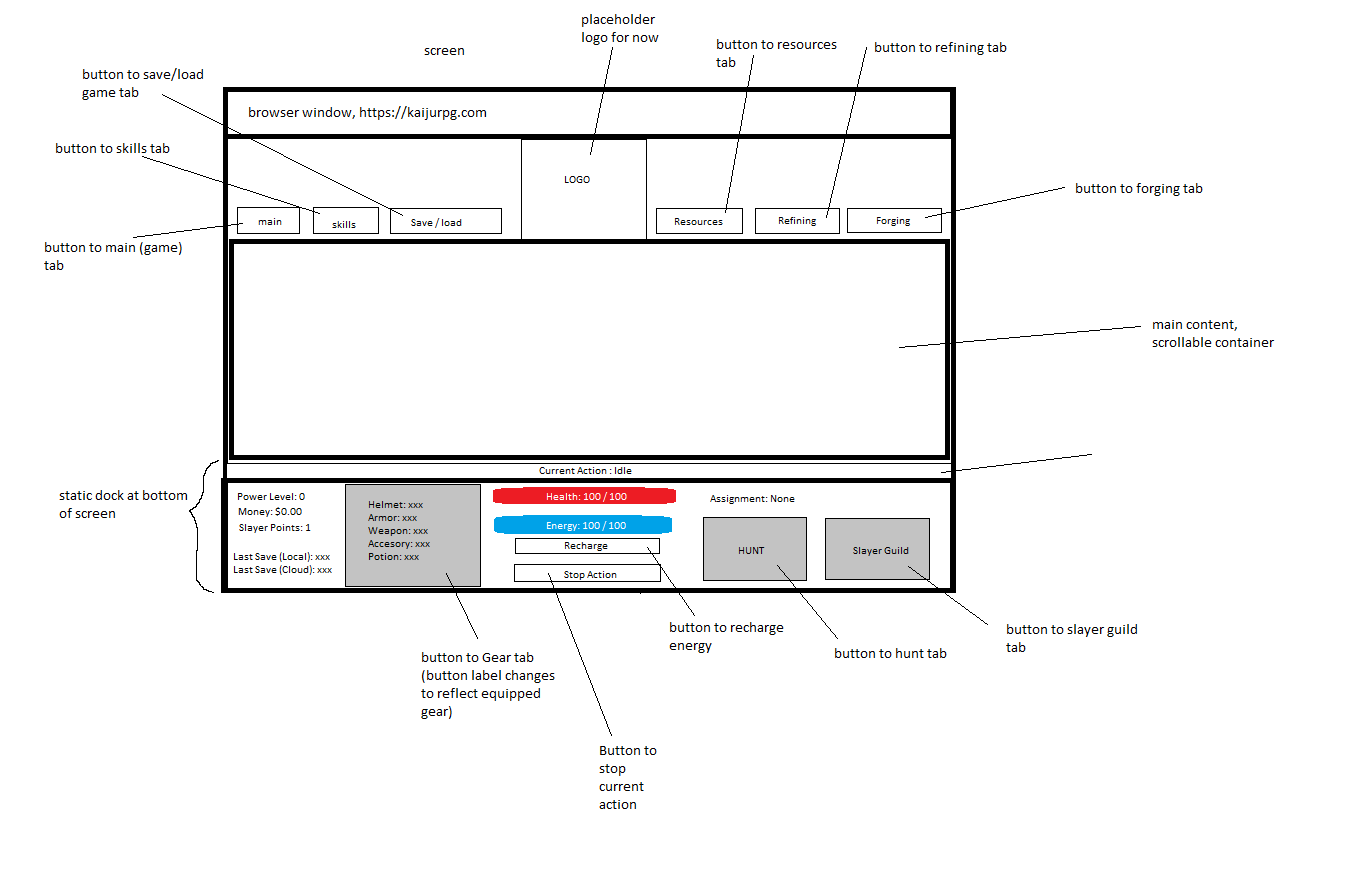 placeholder
logo for now
screen
button to resources
tab
button to refining tab
button to save/load
game tab
browser window, https://kaijurpg.com
button to skills tab
LOGO
button to forging tab
main
skills
Save / load
Resources
Refining
Forging
button to main (game)
tab
main content,
scrollable container
Current Action : Idle
static dock at bottom
of screen
Power Level: 0
Money: $0.00
Slayer Points: 1
Last Save (Local): xxx
Last Save (Cloud): xxx
Helmet: xxx
Armor: xxx
Weapon: xxx
Accesory: xxx
Potion: xxx
Health: 100 / 100
Energy: 100 / 100
Recharge
Stop Action
Assignment: None
HUNT
Slayer Guild
button to recharge
energy
button to hunt tab
button to slayer guild
tab
button to Gear tab
(button label changes
to reflect equipped
gear)
Button to
stop
current
action